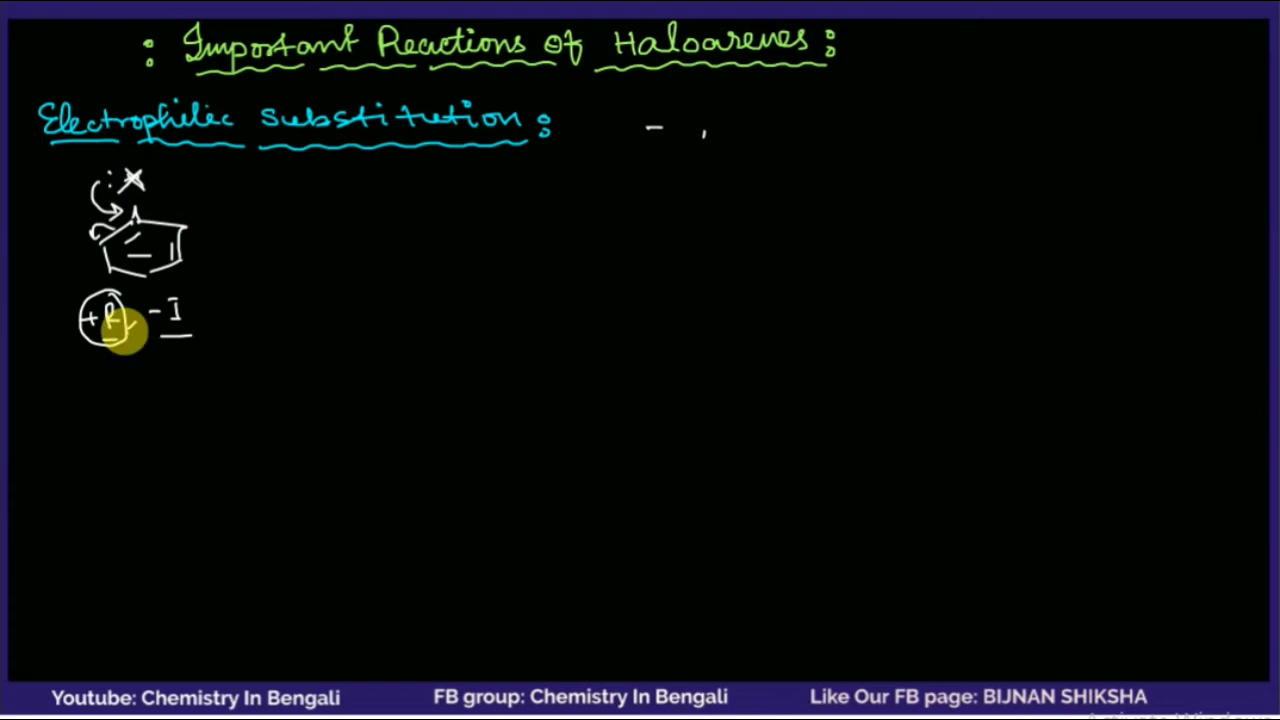 : Important Reactions of Haloarenes :
Electrophilic Substitution :
: X
+R, - I
Youtube: Chemistry In Bengali FB group: Chemistry In Bengali Like Our FB page: BIJNAN SHIKSHA